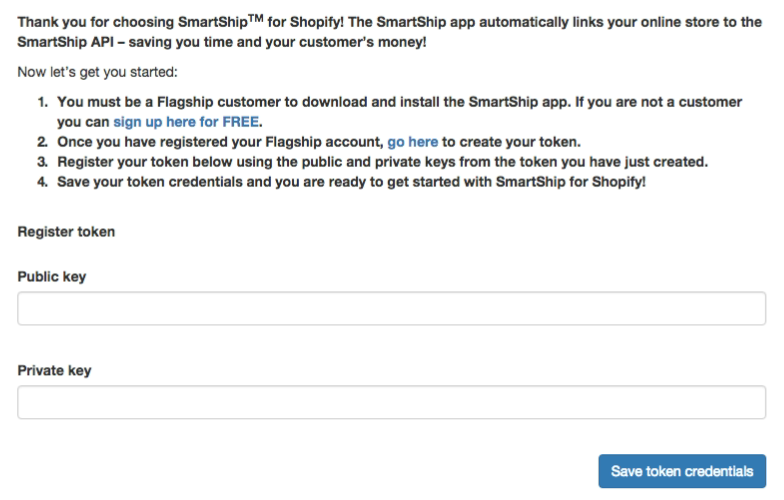 Thank you for choosing SmartShip™ for Shopify! The SmartShip app automatically links your online store to the
SmartShip API – saving you time and your customer's money!
Now let's get you started:
1. You must be a Flagship customer to download and install the SmartShip app. If you are not a customer
you can sign up here for FREE.
2. Once you have registered your Flagship account, go here to create your token.
3. Register your token below using the public and private keys from the token you have just created.
4. Save your token credentials and you are ready to get started with SmartShip for Shopify!
Register token
Public key
Private key
Save token credentials